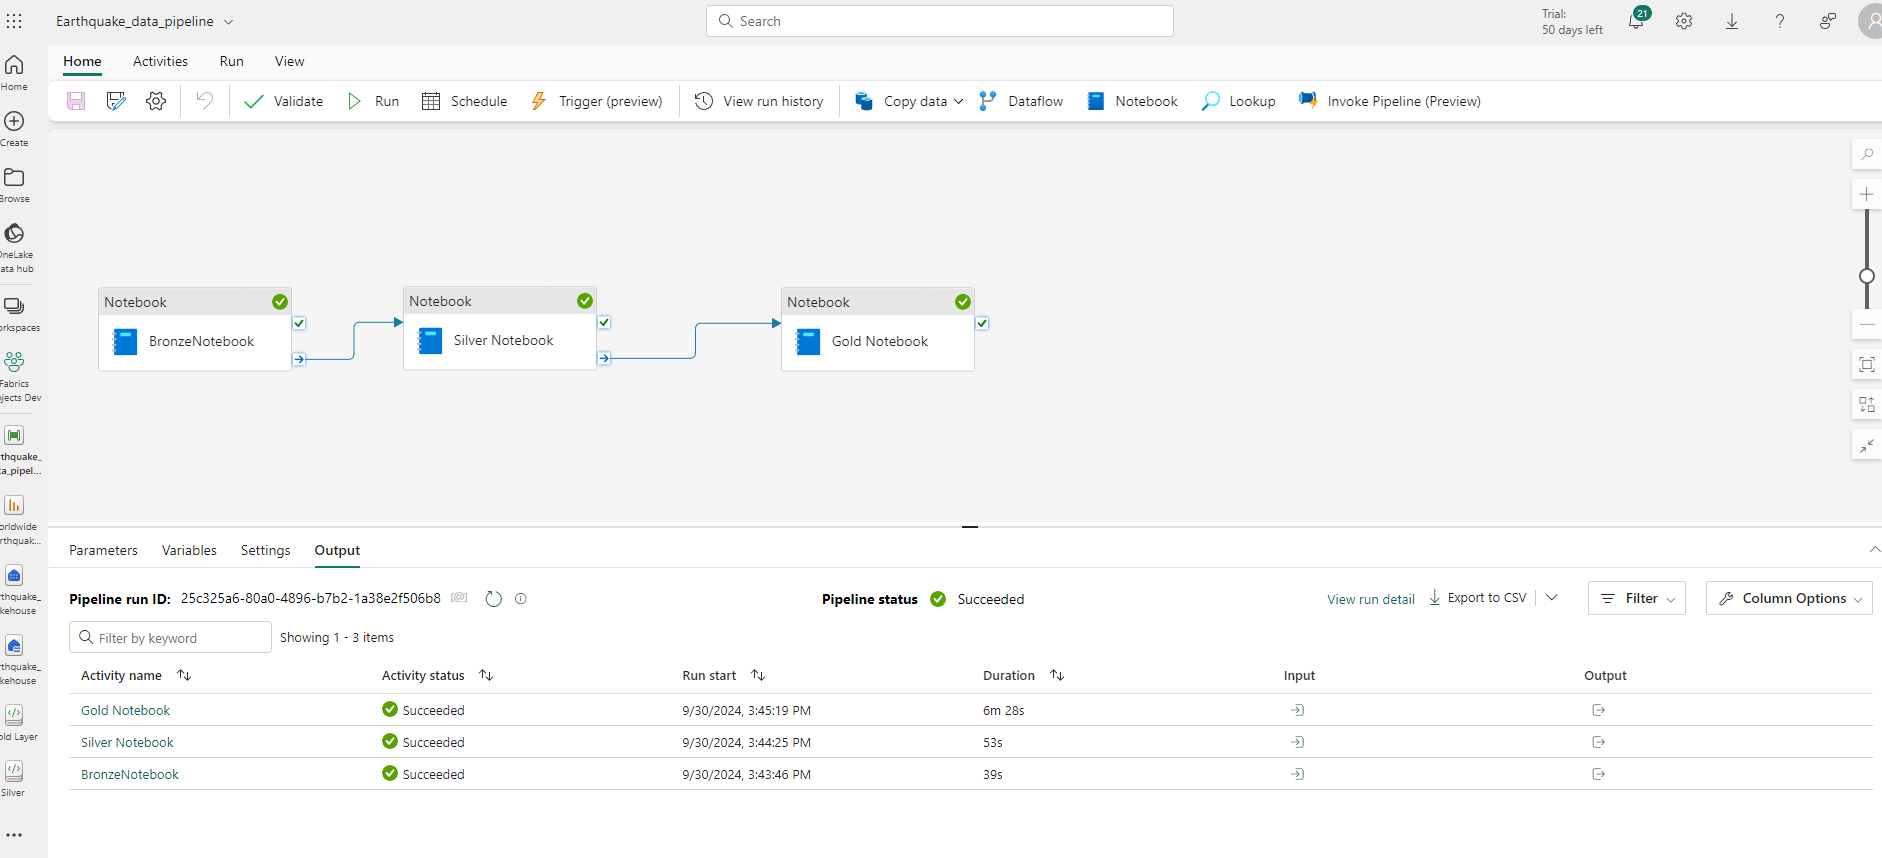 Earthquake_data_pipeline
Search
Trial:
50 days left
21
Home
Activities
Run
View
Validate
Run
Schedule
Trigger (preview)
View run history
Copy data
Dataflow
Notebook
Lookup
Invoke Pipeline (Preview)
Home
Create
Browse
OneLake
ata hub
orkspaces
Fabrics
jects Dev
rthquake_
ta_pipel...
orldwide
rthquak...
rthquake_
kehouse
rthquake_
kehouse
old Layer
Silver
Notebook
BronzeNotebook
Notebook
Silver Notebook
Notebook
Gold Notebook
Parameters
Variables
Settings
Output
Pipeline run ID: 25c325a6-80a0-4896-b7b2-1a38e2f506b8
Pipeline status Succeeded
View run detail
Export to CSV
Filter
Column Options
Filter by keyword
Showing 1 - 3 items
Activity name Activity status Run start Duration Input Output
Gold Notebook Succeeded 9/30/2024, 3:45:19 PM 6m 28s
Silver Notebook Succeeded 9/30/2024, 3:44:25 PM 53s
BronzeNotebook Succeeded 9/30/2024, 3:43:46 PM 39s